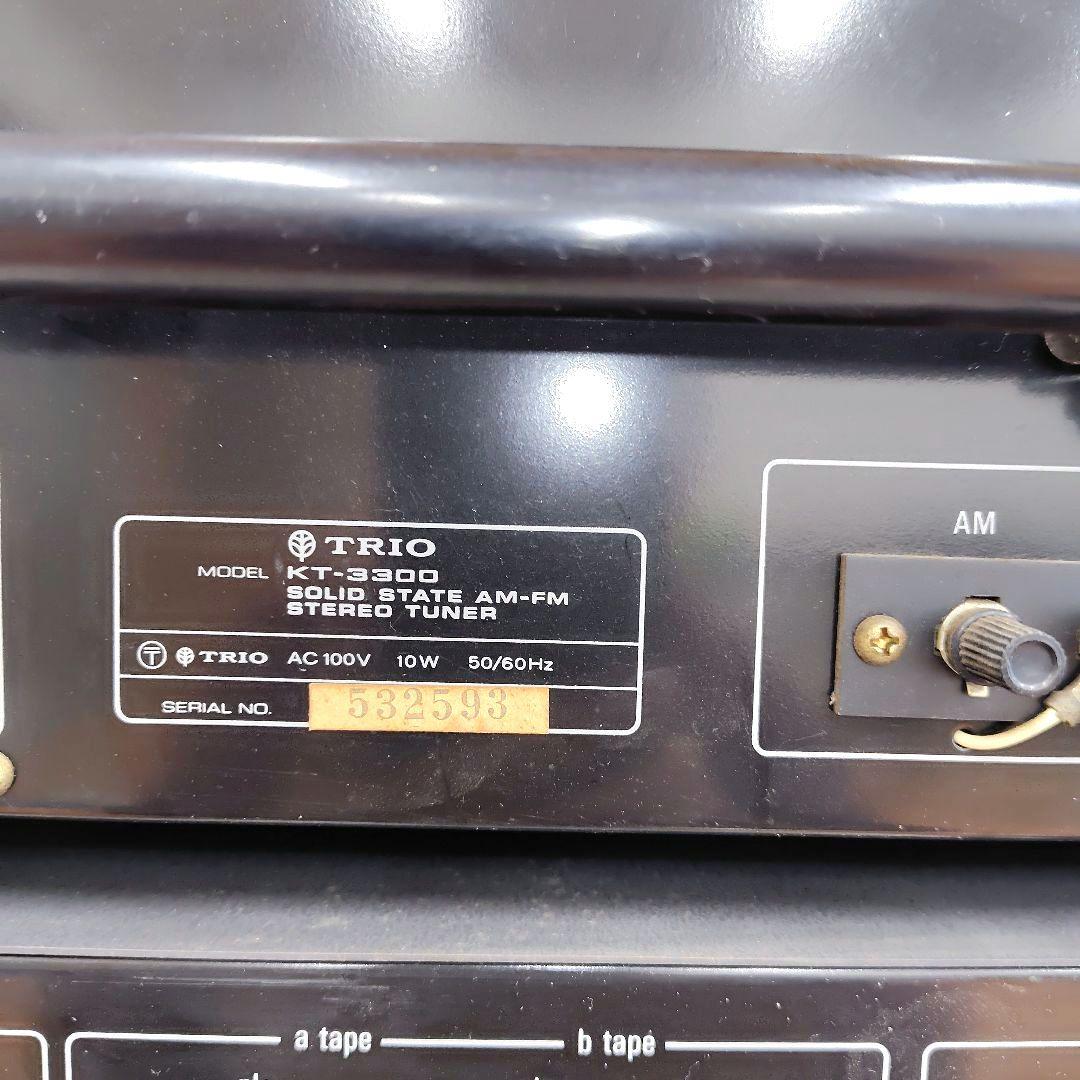 TRIO
MODEL KT-3300
SOLID STATE AM-FM
STEREO TUNER
T TRIO AC 100V 10W 50/60Hz
SERIAL NO. 532593
AM
a tape b tape